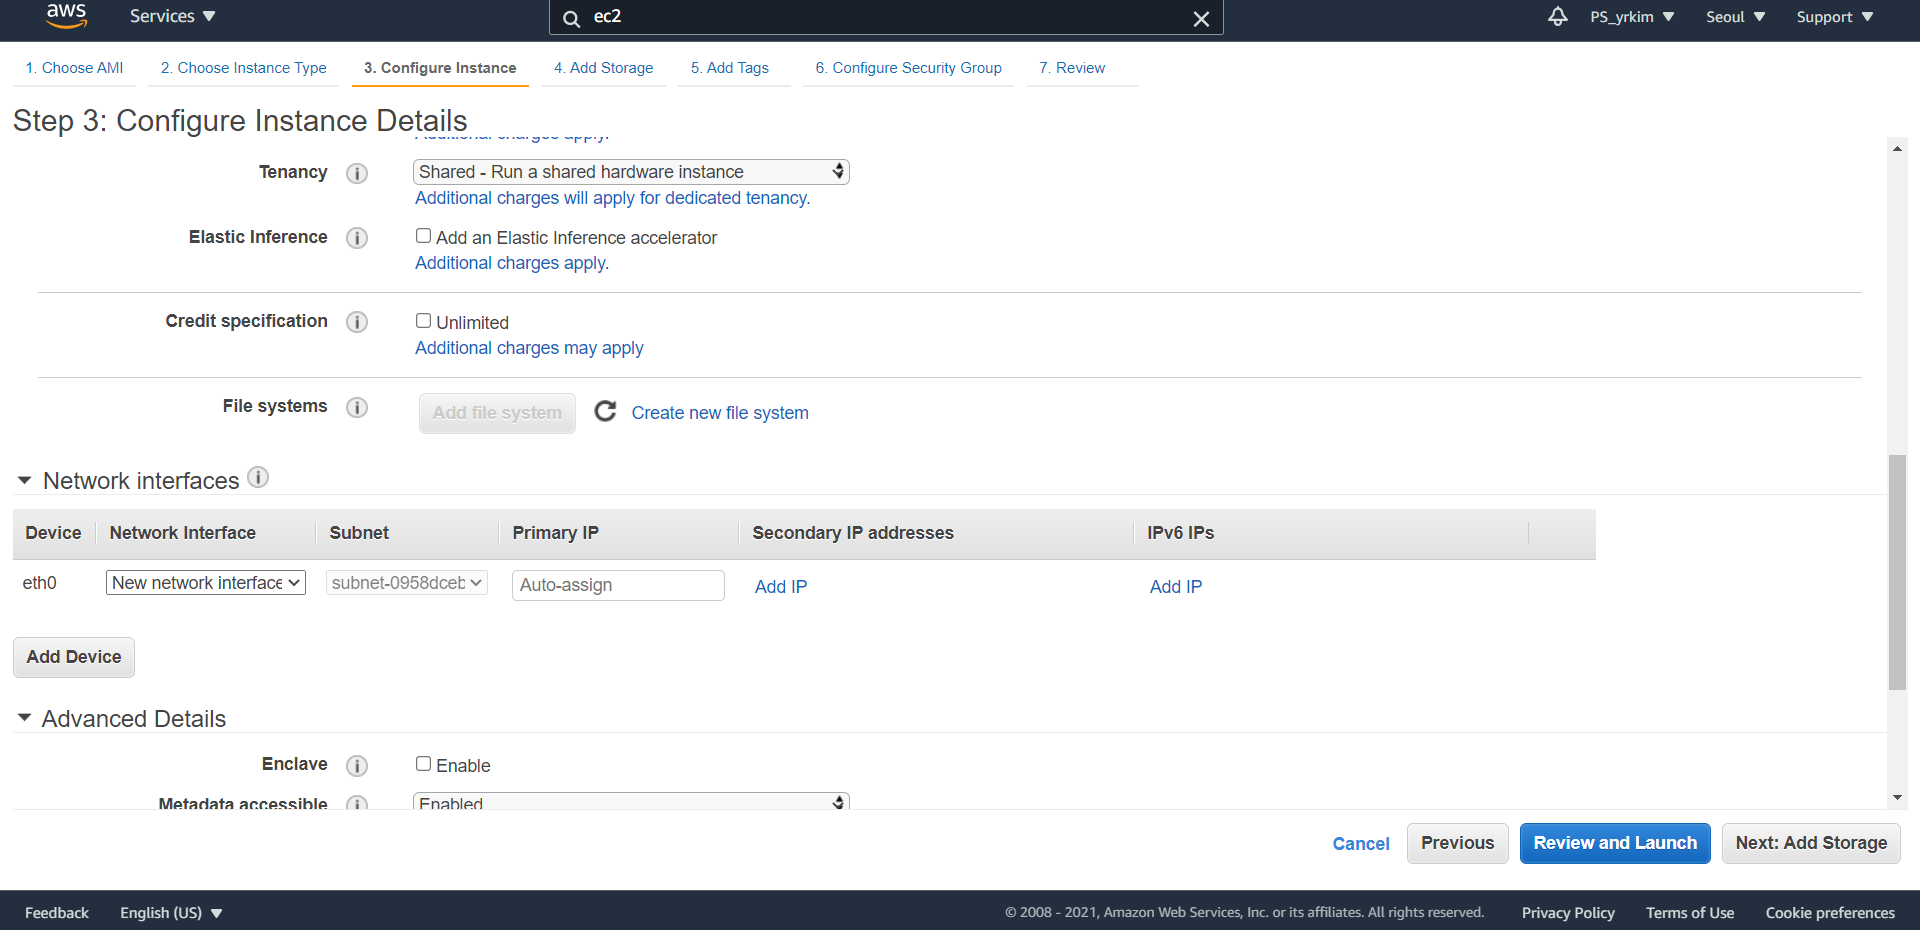 aws Services ec2 PS_yrkim Seoul Support
1. Choose AMI 2. Choose Instance Type 3. Configure Instance 4. Add Storage 5. Add Tags 6. Configure Security Group 7. Review
Step 3: Configure Instance Details
Additional charges apply.
Tenancy Shared - Run a shared hardware instance
Additional charges will apply for dedicated tenancy.
Elastic Inference Add an Elastic Inference accelerator
Additional charges apply.
Credit specification Unlimited
Additional charges may apply
File systems Add file system Create new file system
Network interfaces
Device Network Interface Subnet Primary IP Secondary IP addresses IPv6 IPs
eth0 New network interface subnet-0958dceb Auto-assign Add IP Add IP
Add Device
Advanced Details
Enclave Enable
Metadata accessible Enabled
Cancel Previous Review and Launch Next: Add Storage
Feedback English (US) © 2008 - 2021, Amazon Web Services, Inc. or its affiliates. All rights reserved. Privacy Policy Terms of Use Cookie preferences